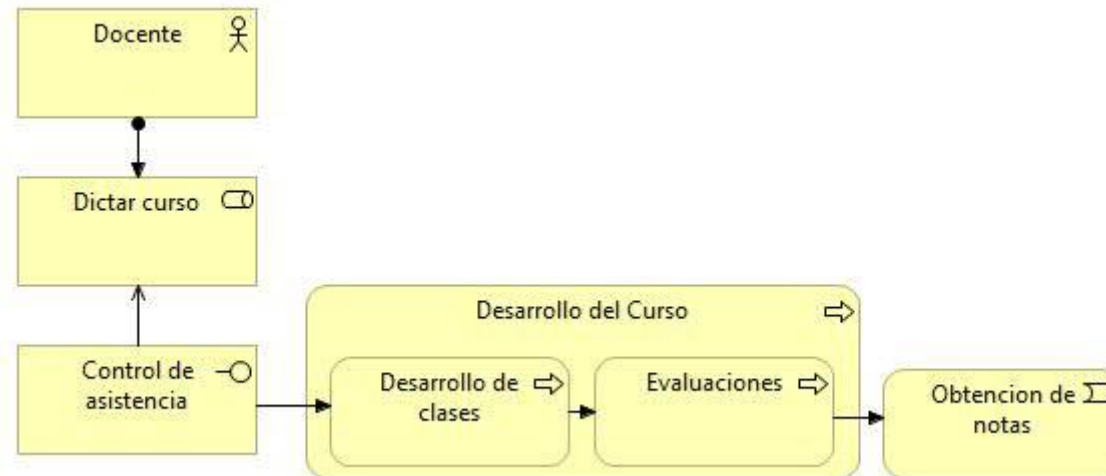 Docente
Dictar curso
Desarrollo del Curso
Control de
asistencia
Desarrollo de
clases
Evaluaciones
Obtencion de
notas